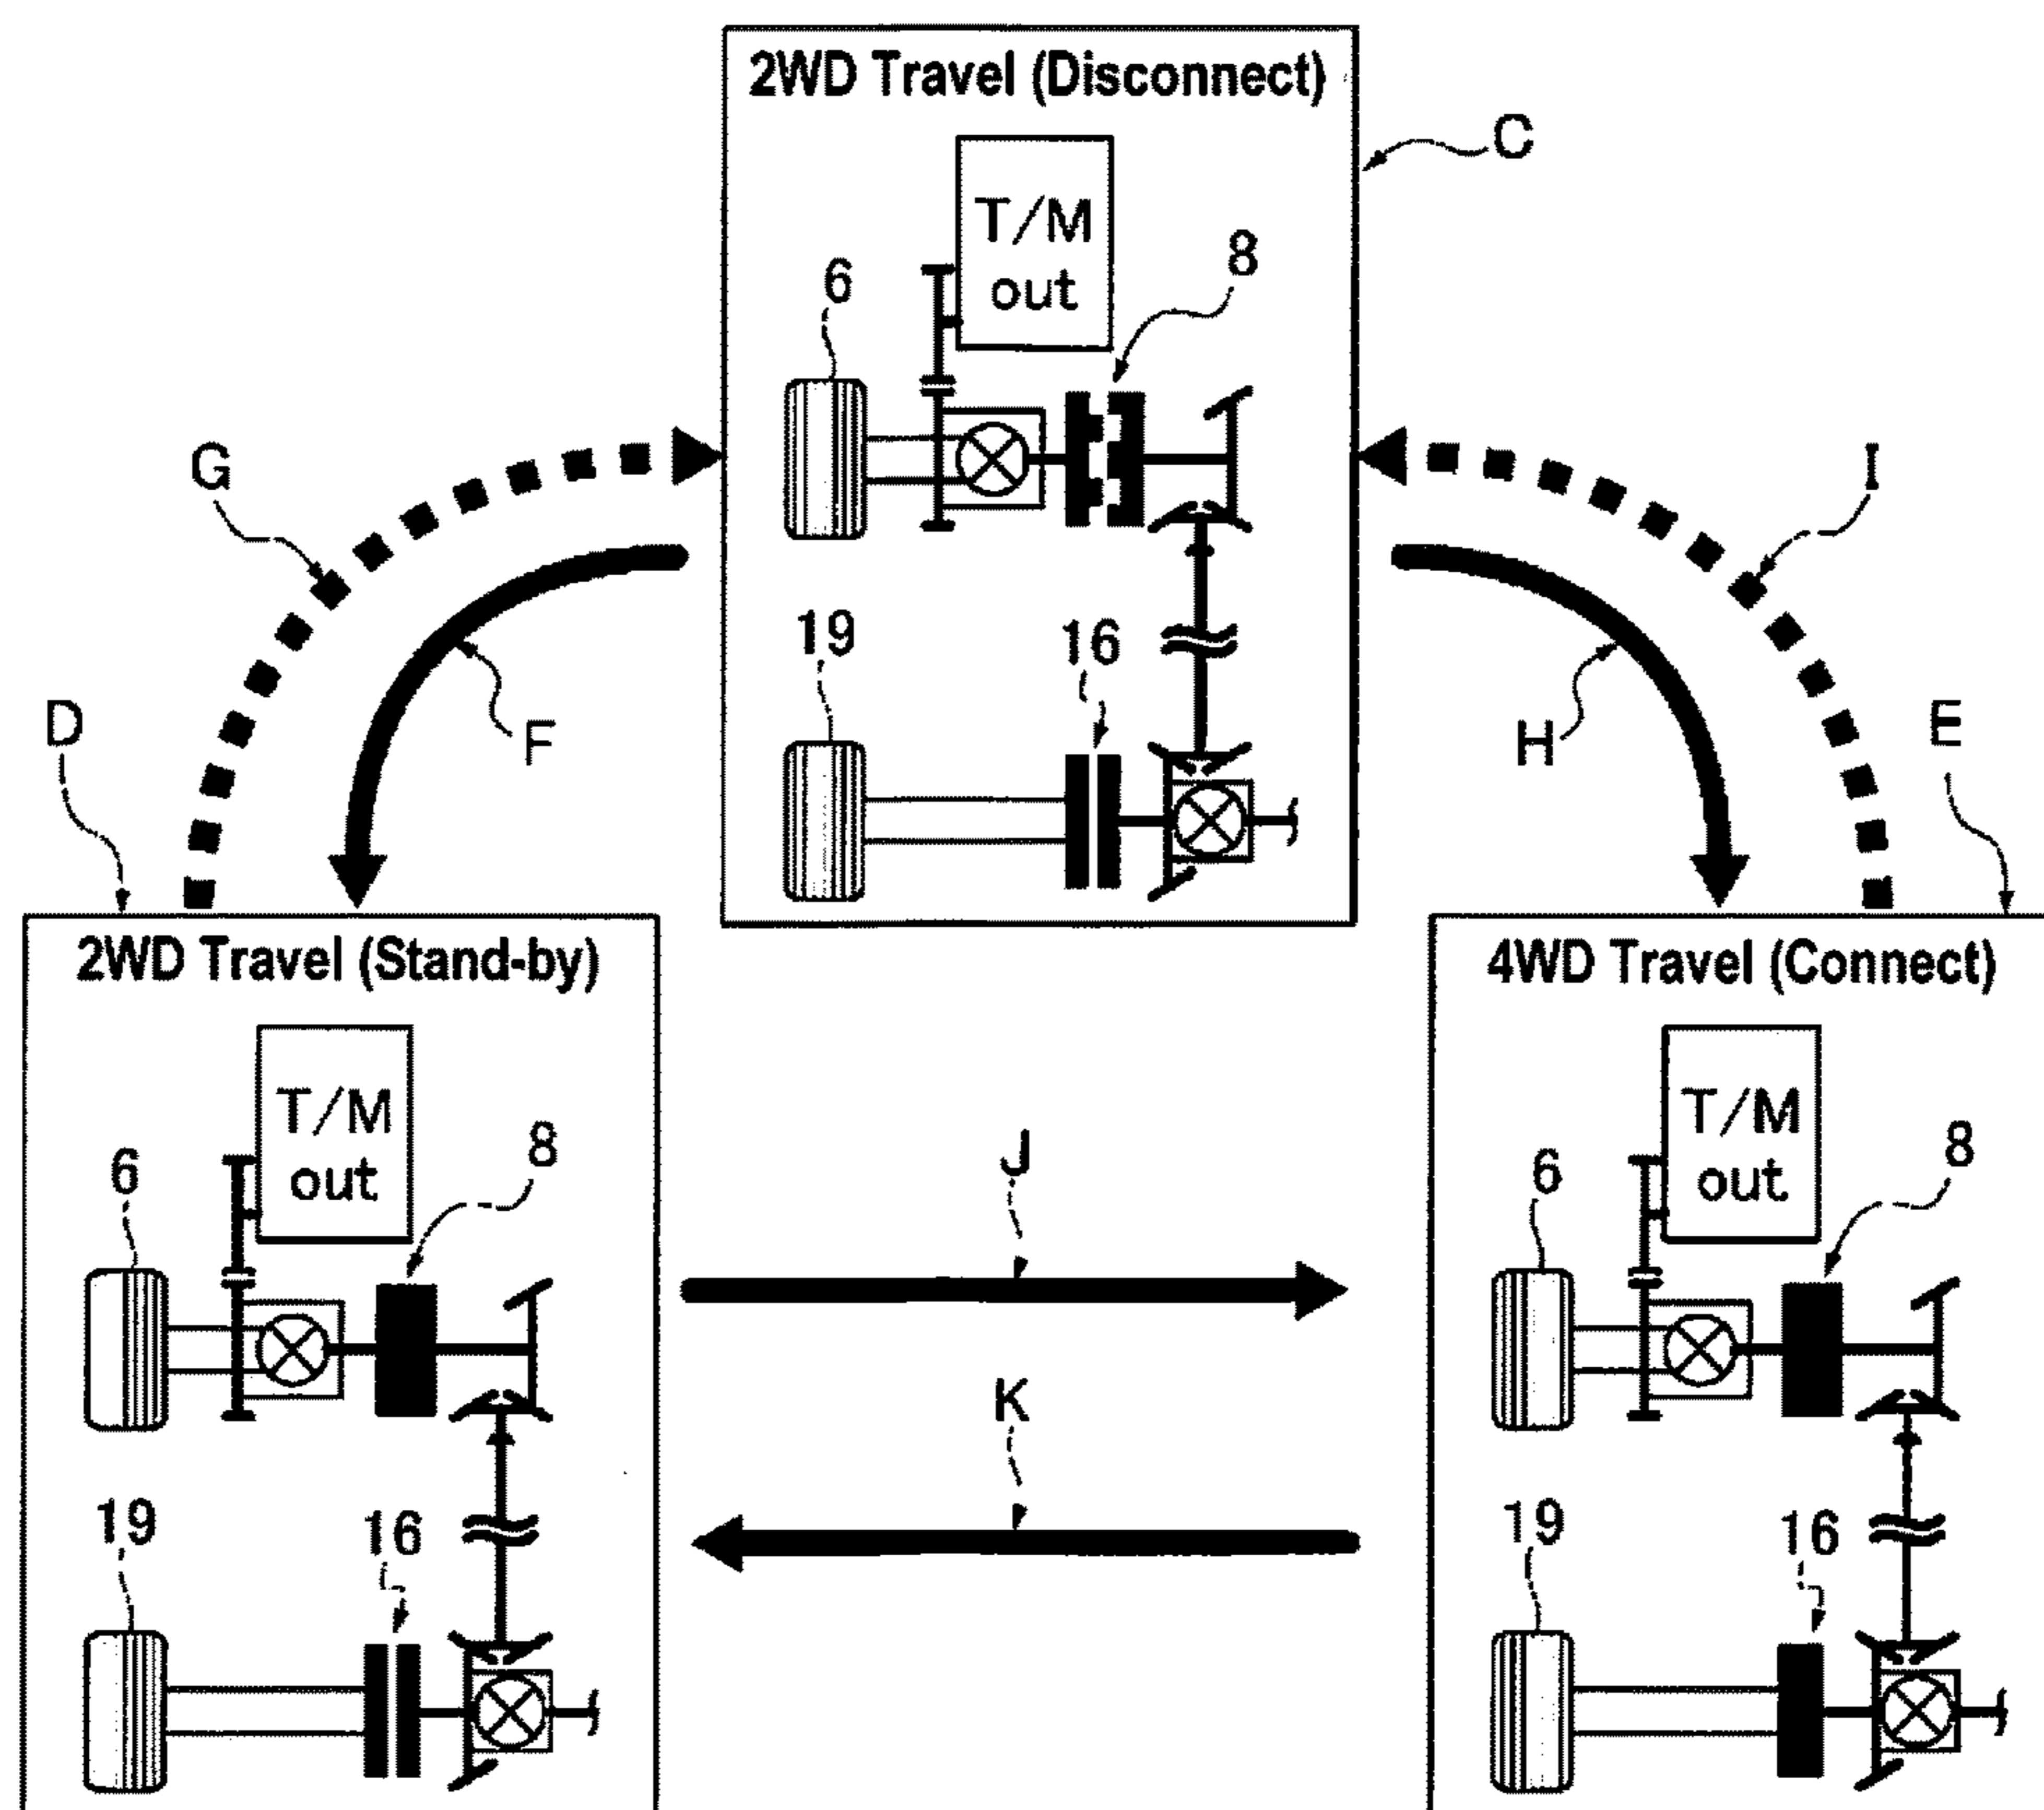 2WD Travel (Disconnect)
C
T/M
out
8
6
G
I
19
16
D
F
H
E
2WD Travel (Stand-by)
T/M
out
8
6
19
16
J
K
4WD Travel (Connect)
T/M
out
8
6
19
16